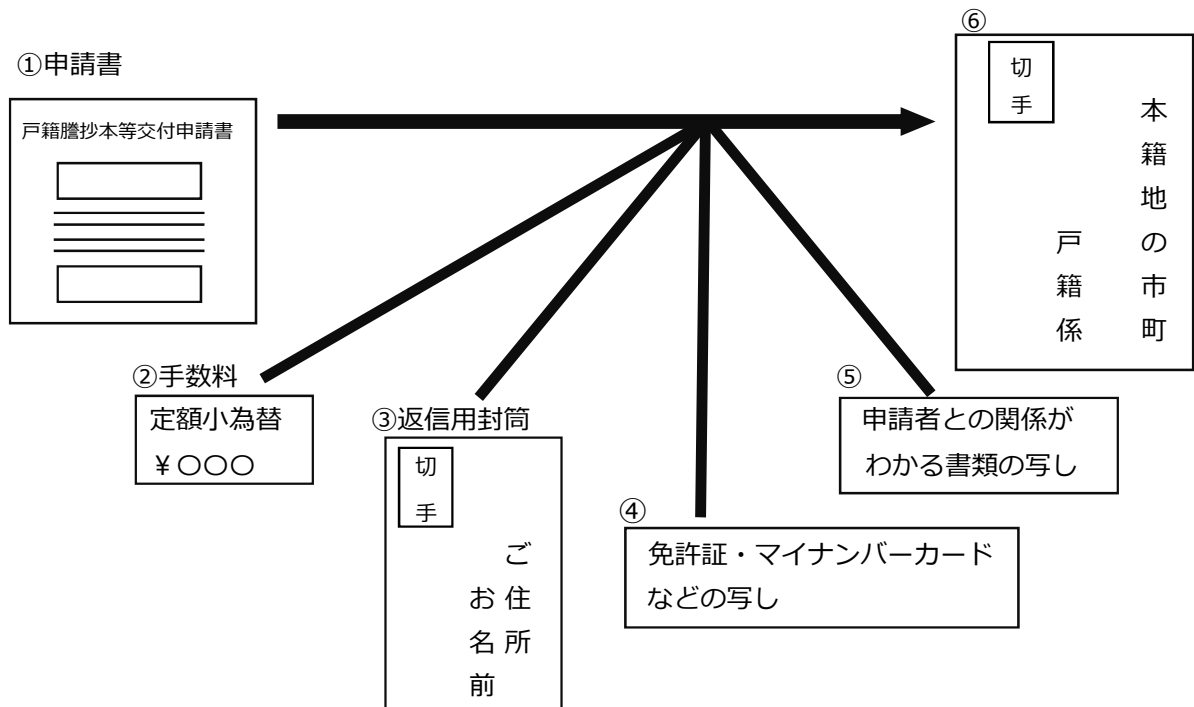 ①申請書
戸籍謄抄本等交付申請書
②手数料
定額小為替
¥〇〇〇
③返信用封筒
切手
ご住所
お名前
④
免許証・マイナンバーカード
などの写し
⑤
申請者との関係が
わかる書類の写し
⑥
切手
本籍地の市町
戸籍係